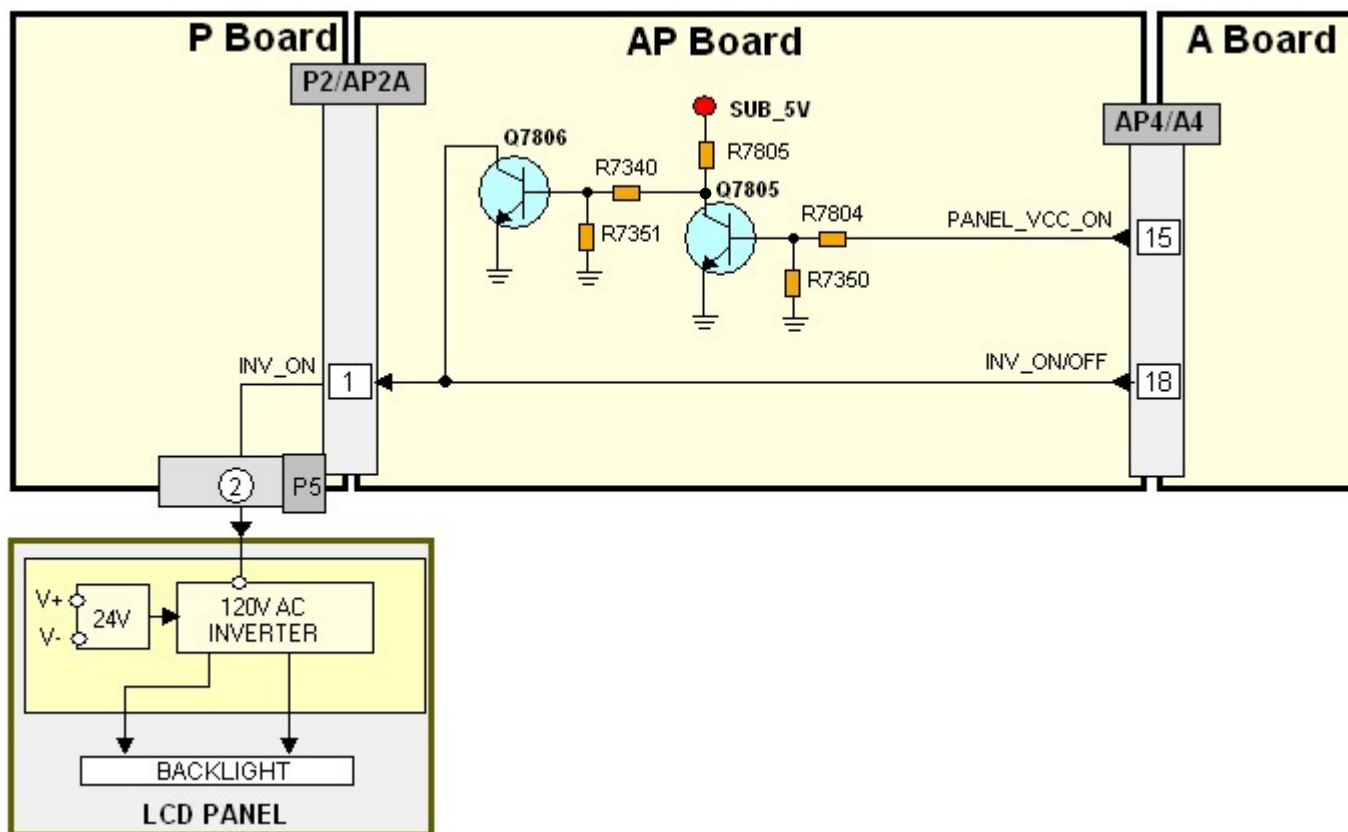 P Board
AP Board
A Board
P2/AP2A
SUB_5V
AP4/A4
Q7806
R7805
R7340
Q7805
R7804
PANEL_VCC_ON
R7351
15
R7350
INV_ON
INV_ON/OFF
1
18
2
P5
V+
V-
24V
120V AC
INVERTER
BACKLIGHT
LCD PANEL